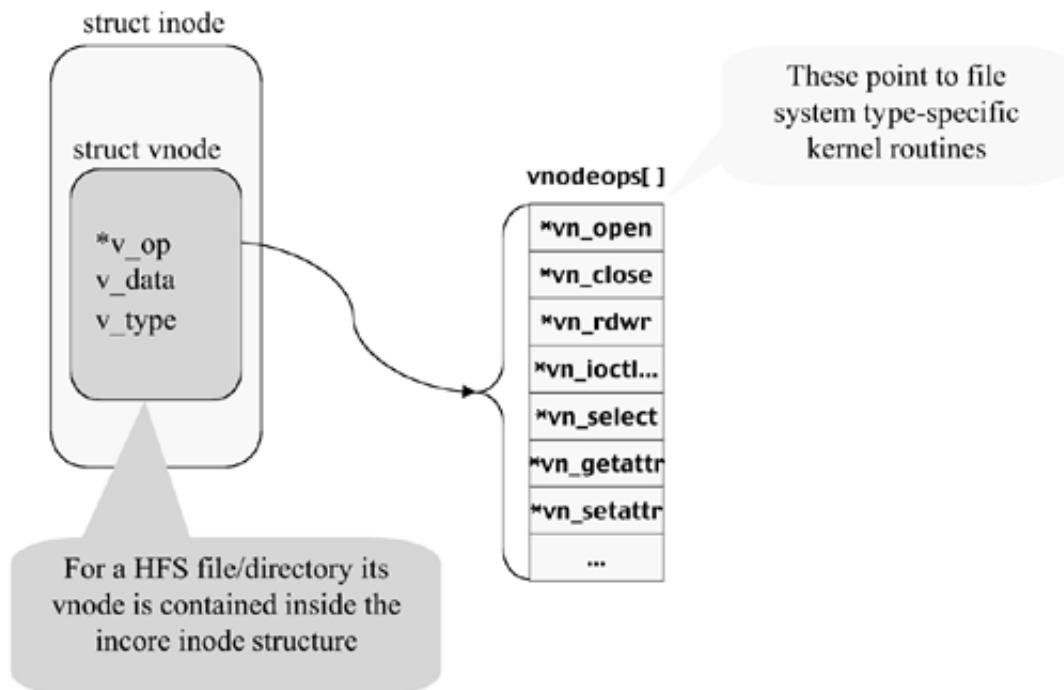 struct inode
struct vnode
*v_op
v_data
v_type
For a HFS file/directory its
vnode is contained inside the
incore inode structure
These point to file
system type-specific
kernel routines
vnodeops[ ]
*vn_open
*vn_close
*vn_rdwr
*vn_ioctl...
*vn_select
*vn_getattr
*vn_setattr
...